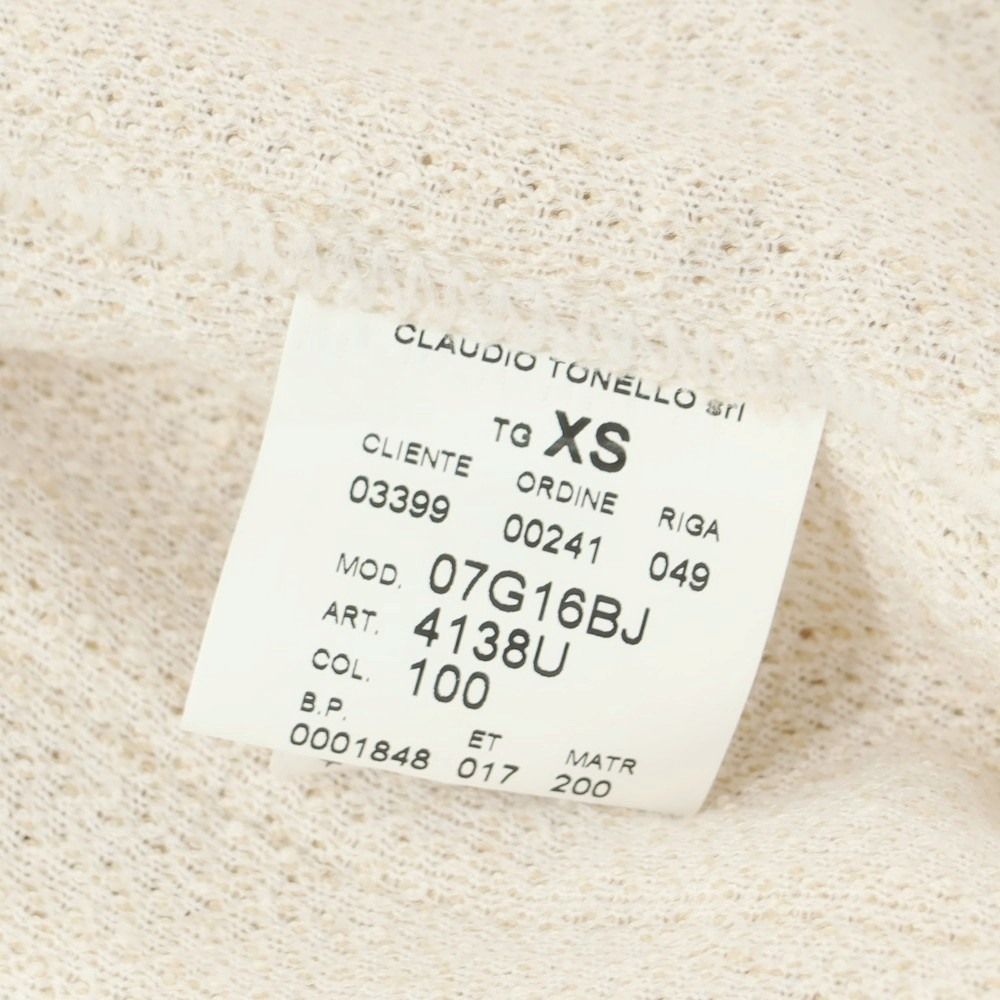 CLAUDIO TONELLO srl
TG XS
CLIENTE ORDINE RIGA
03399 00241 049
MOD. 07G16BJ
ART. 4138U
COL. 100
B.P. ET MATR
0001848 017 200